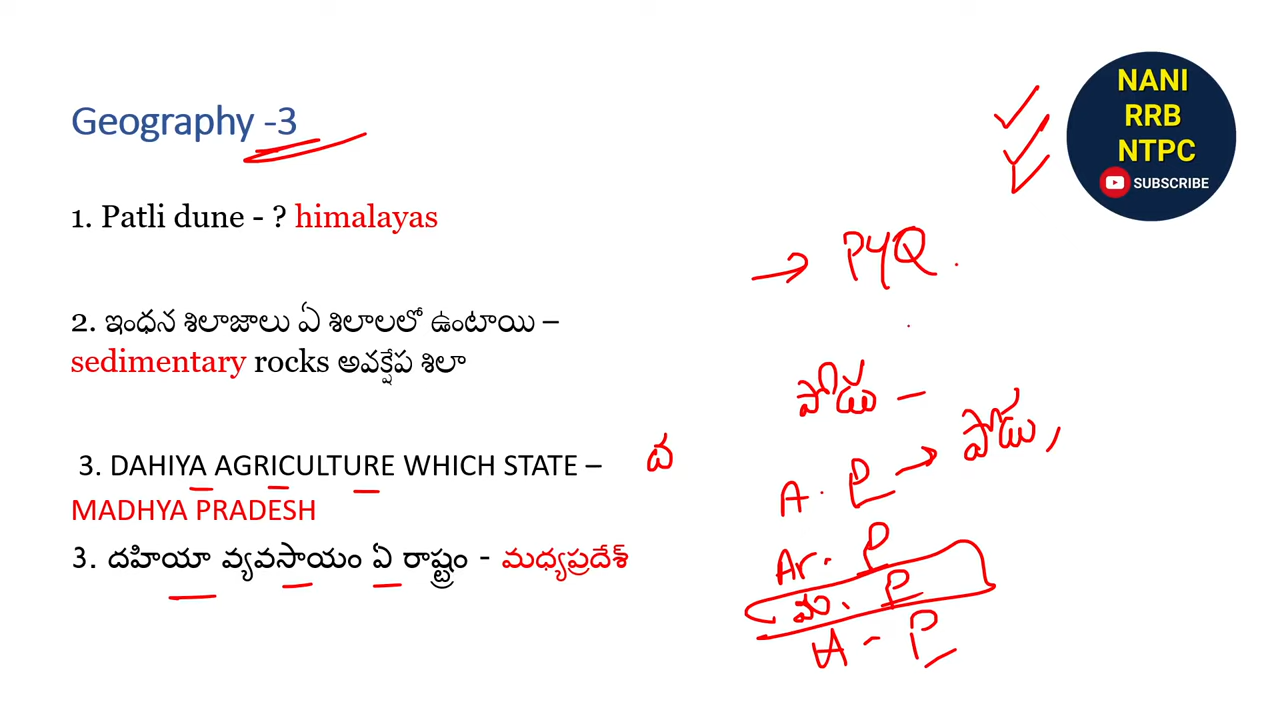 Geography -3
NANI
RRB
NTPC
SUBSCRIBE
1. Patli dune - ? himalayas
→ PYQ.
2. ఇంధన శిలాజాలు ఏ శిలాలలో ఉంటాయి –
sedimentary rocks అవక్షేప శిలా
పోడు –
3. DAHIYA AGRICULTURE WHICH STATE –
ద
A. P → పోడు,
MADHYA PRADESH
Ar. P
3. దహియా వ్యవసాయం ఏ రాష్ట్రం - మధ్యప్రదేశ్
మ. P
A - P